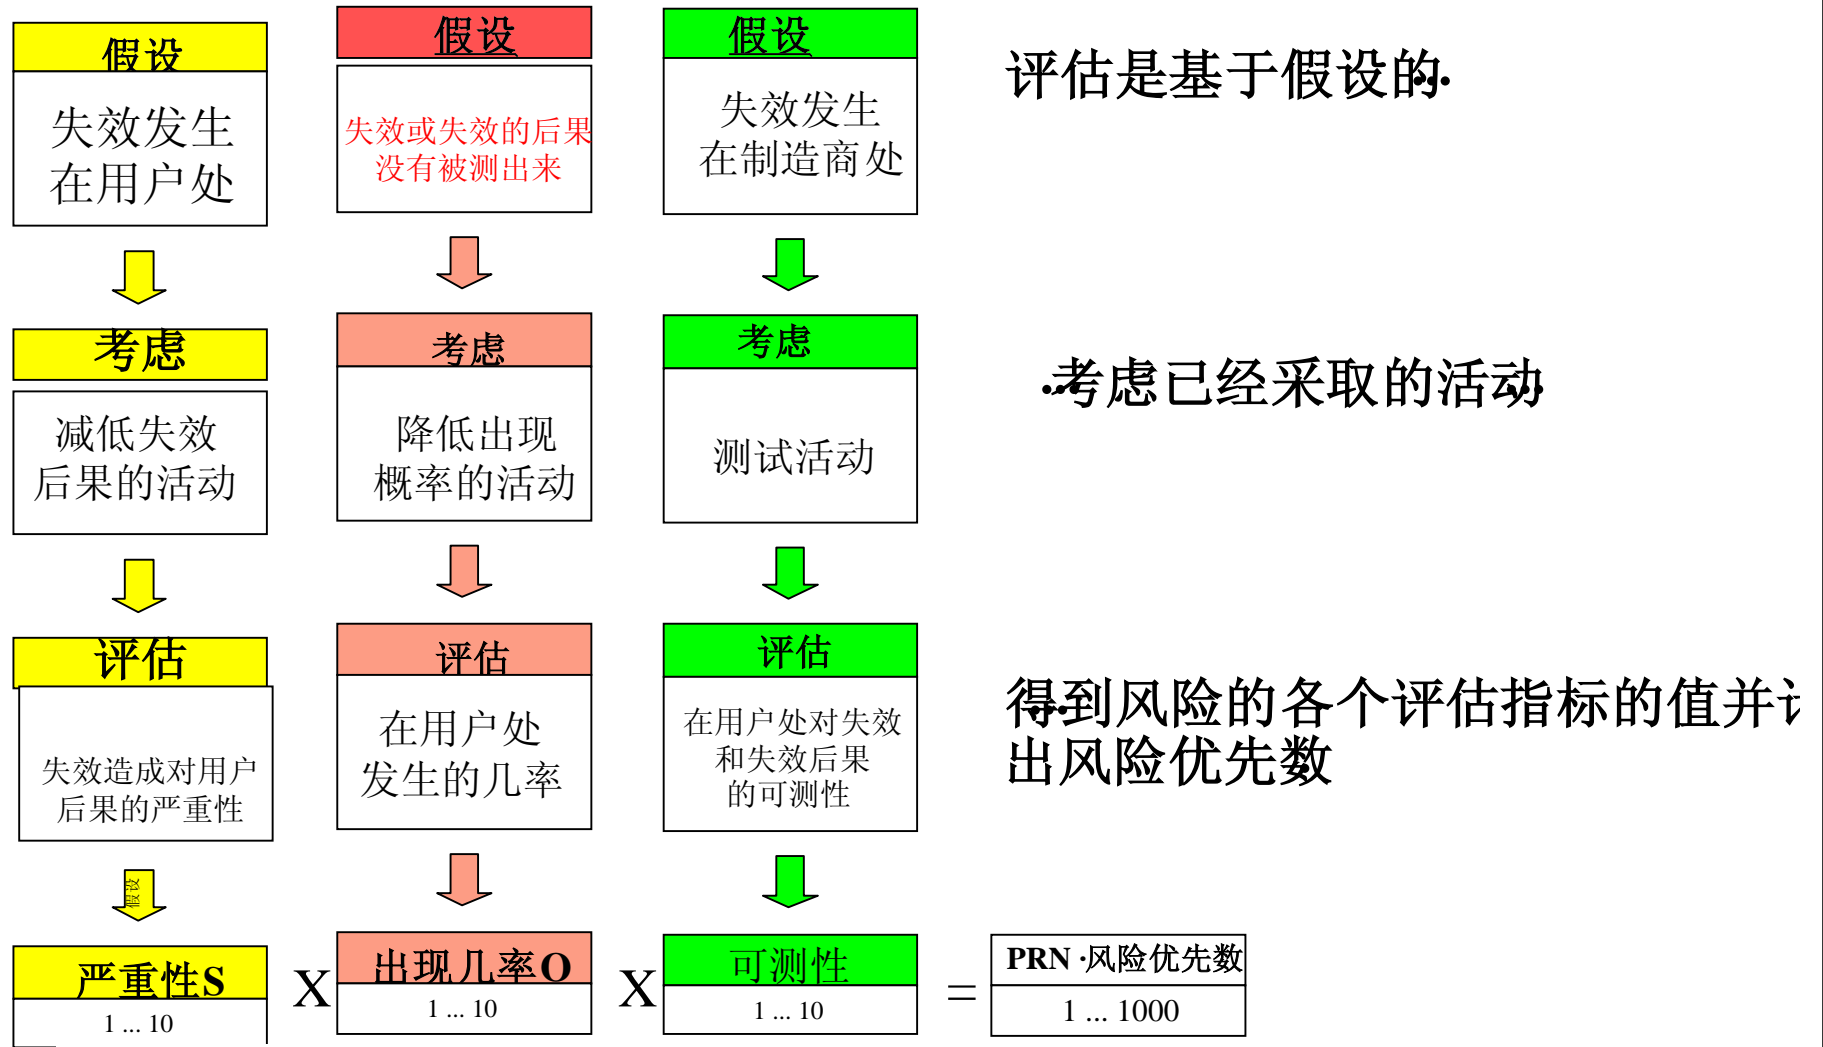 假设
失效发生
在用户处
假设
失效或失效的后果
没有被测出来
假设
失效发生
在制造商处
评估是基于假设的...
考虑
减低失效
后果的活动
考虑
降低出现
概率的活动
考虑
测试活动
...考虑已经采取的活动...
评估
失效造成对用户
后果的严重性
评估
在用户处
发生的几率
评估
在用户处对失效
和失效后果
的可测性
...得到风险的各个评估指标的值并
出风险优先数
假设
严重性S
1 ... 10
X
出现几率O
1 ... 10
X
可测性
1 ... 10
=
PRN ·风险优先数
1 ... 1000